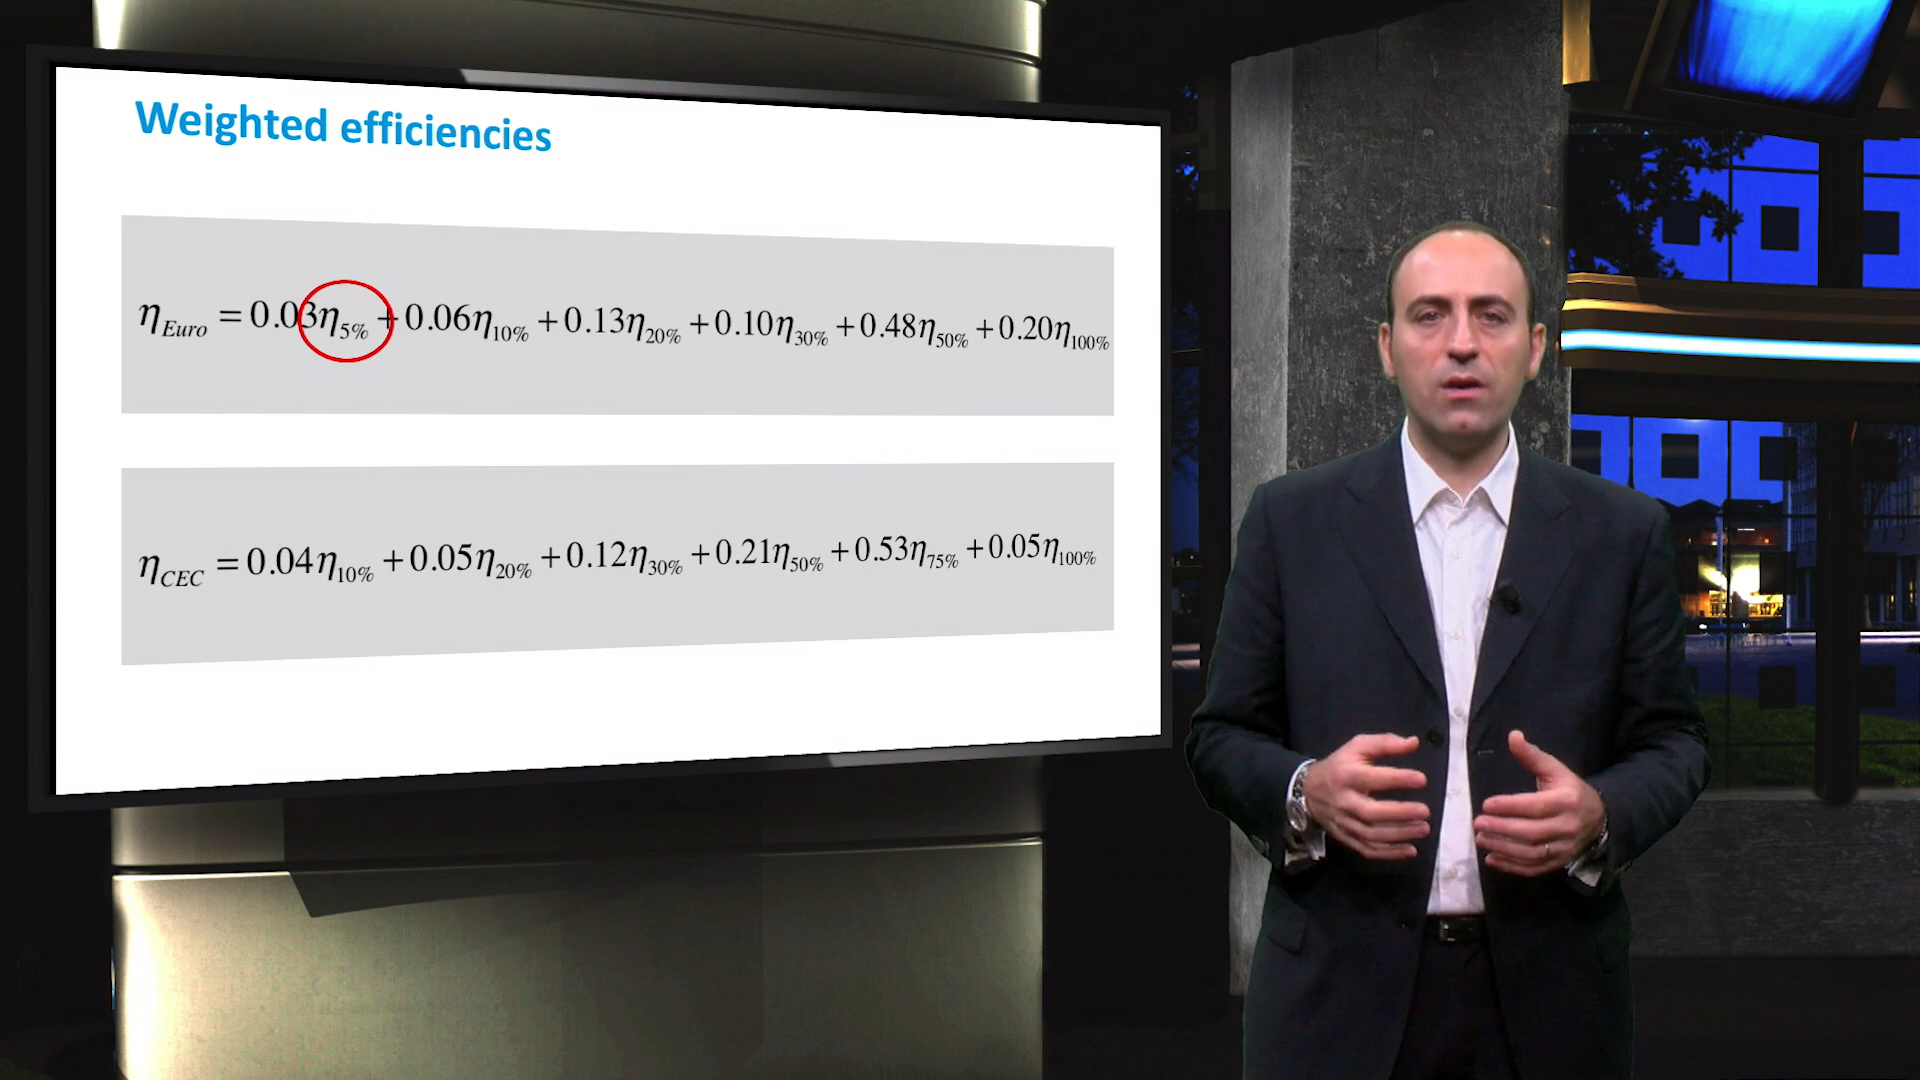 Weighted efficiencies
η_Euro = 0.03η_5% + 0.06η_10% + 0.13η_20% + 0.10η_30% + 0.48η_50% + 0.20η_100%
η_CEC = 0.04η_10% + 0.05η_20% + 0.12η_30% + 0.21η_50% + 0.53η_75% + 0.05η_100%